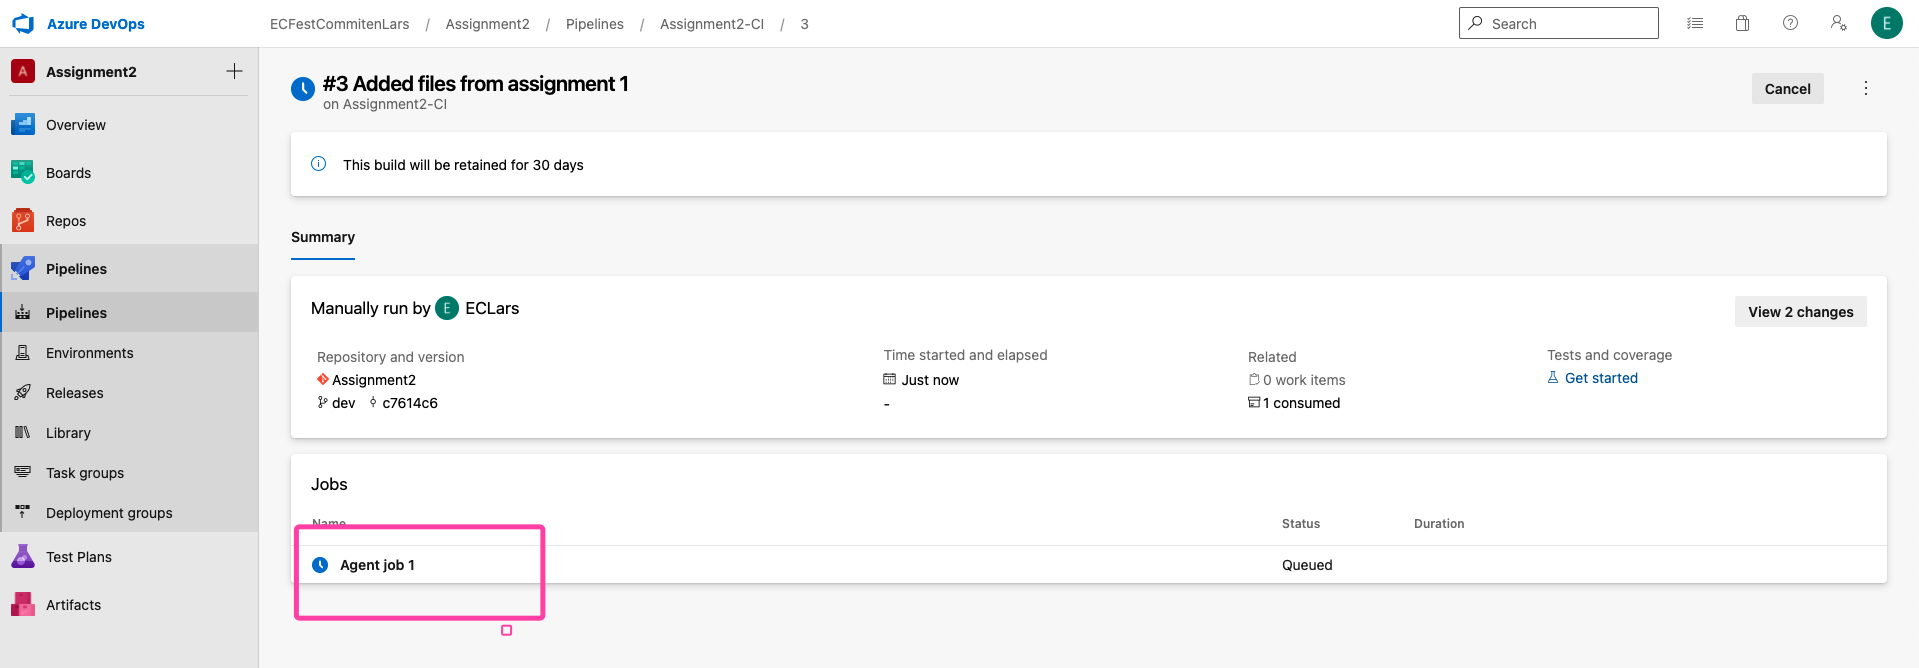 Azure DevOps
ECFestCommitenLars / Assignment2 / Pipelines / Assignment2-CI / 3
Search
E
A Assignment2
Overview
Boards
Repos
Pipelines
Pipelines
Environments
Releases
Library
Task groups
Deployment groups
Test Plans
Artifacts
#3 Added files from assignment 1
on Assignment2-CI
Cancel
This build will be retained for 30 days
Summary
Manually run by E ECLars
View 2 changes
Repository and version
Assignment2
dev c7614c6
Time started and elapsed
Just now
-
Related
0 work items
1 consumed
Tests and coverage
Get started
Jobs
Name Status Duration
Agent job 1 Queued